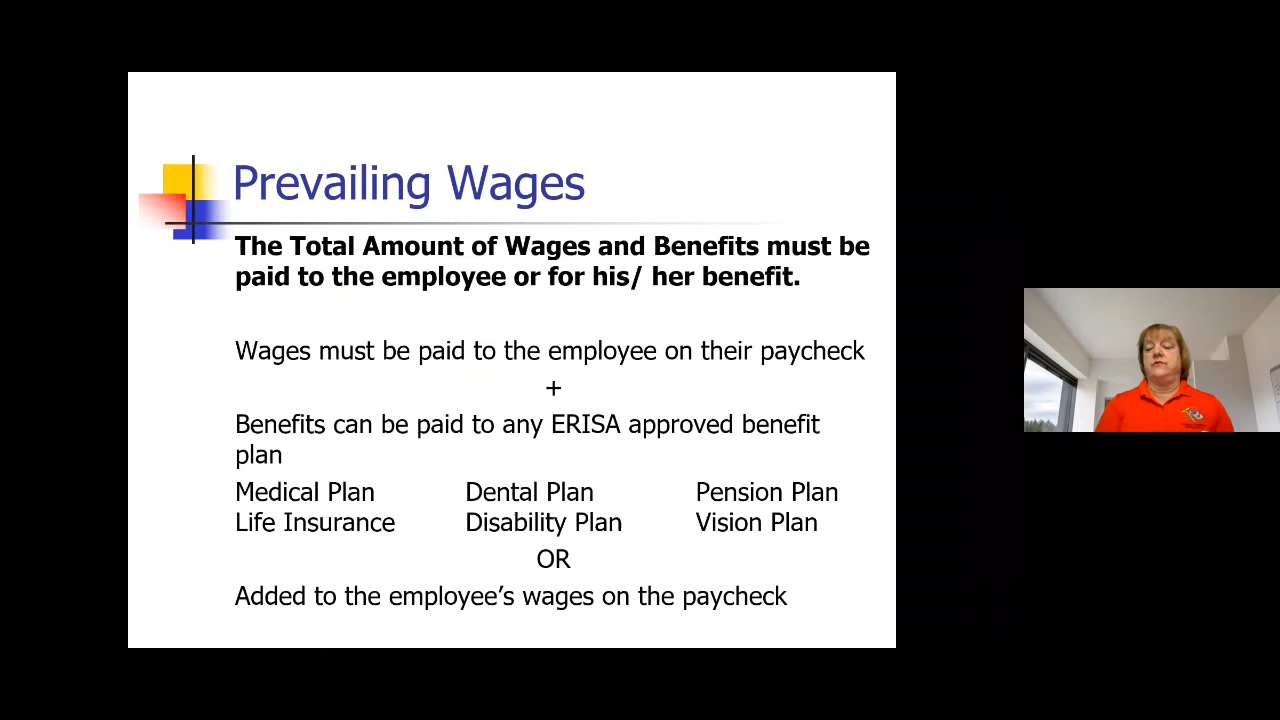 Prevailing Wages
The Total Amount of Wages and Benefits must be
paid to the employee or for his/ her benefit.
Wages must be paid to the employee on their paycheck
+
Benefits can be paid to any ERISA approved benefit
plan
Medical Plan Dental Plan Pension Plan
Life Insurance Disability Plan Vision Plan
OR
Added to the employee’s wages on the paycheck